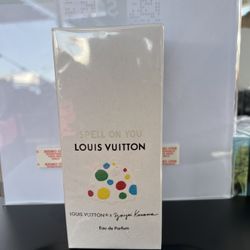 SPELL ON YOU
LOUIS VUITTON
LOUIS VUITTON x Yayoi Kusama
Eau de Parfum